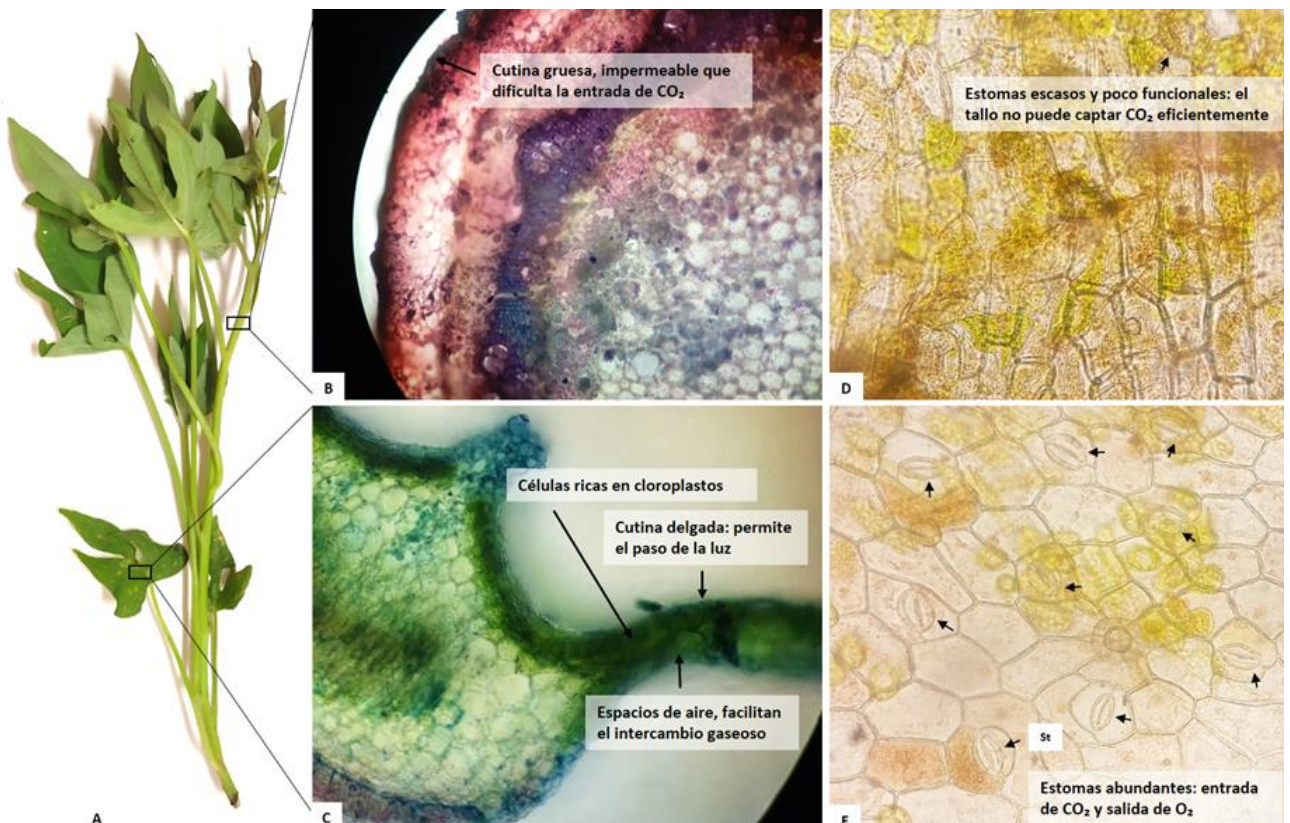 Cutina gruesa, impermeable que
dificulta la entrada de CO₂
B
Estomas escasos y poco funcionales: el
tallo no puede captar CO₂ eficientemente
D
Células ricas en cloroplastos
Cutina delgada: permite
el paso de la luz
Espacios de aire, facilitan
el intercambio gaseoso
A
C
St
Estomas abundantes: entrada
de CO₂ y salida de O₂